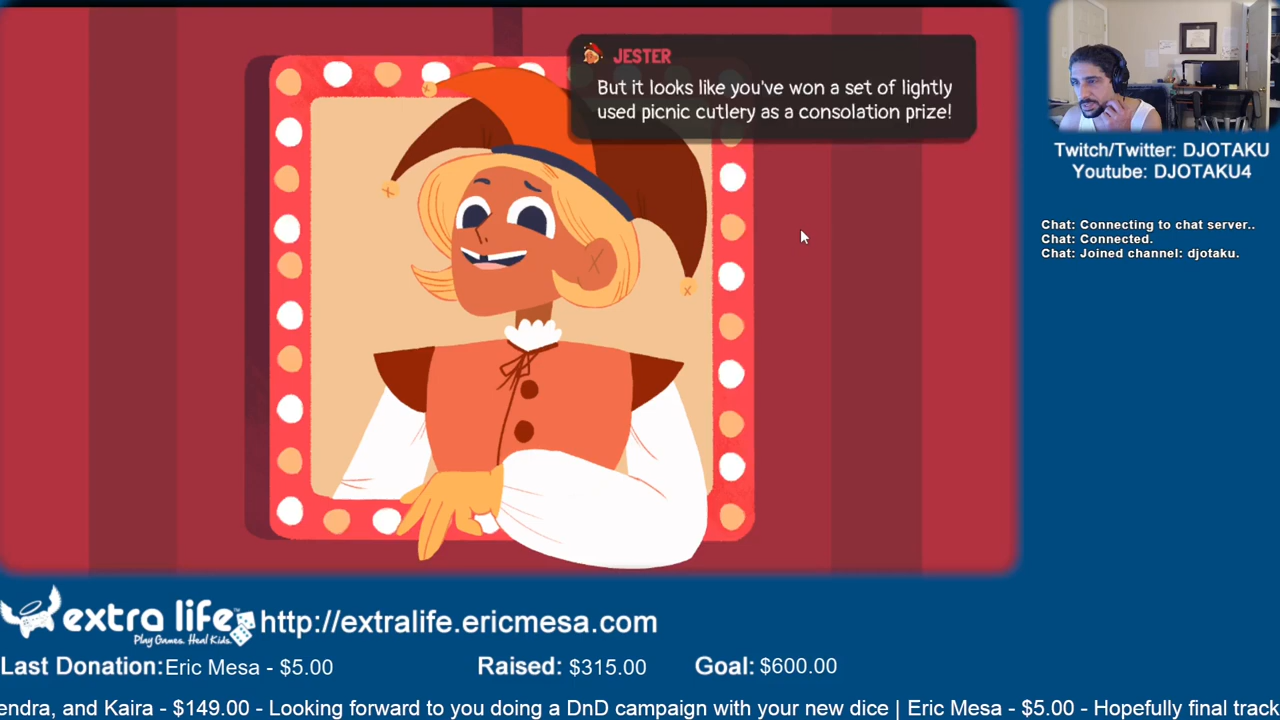 JESTER
But it looks like you've won a set of lightly
used picnic cutlery as a consolation prize!
Twitch/Twitter: DJOTAKU
Youtube: DJOTAKU4
Chat: Connecting to chat server..
Chat: Connected.
Chat: Joined channel: djotaku.
extra life
Play Games. Heal Kids.
http://extralife.ericmesa.com
Last Donation: Eric Mesa - $5.00 Raised: $315.00 Goal: $600.00
endra, and Kaira - $149.00 - Looking forward to you doing a DnD campaign with your new dice | Eric Mesa - $5.00 - Hopefully final track